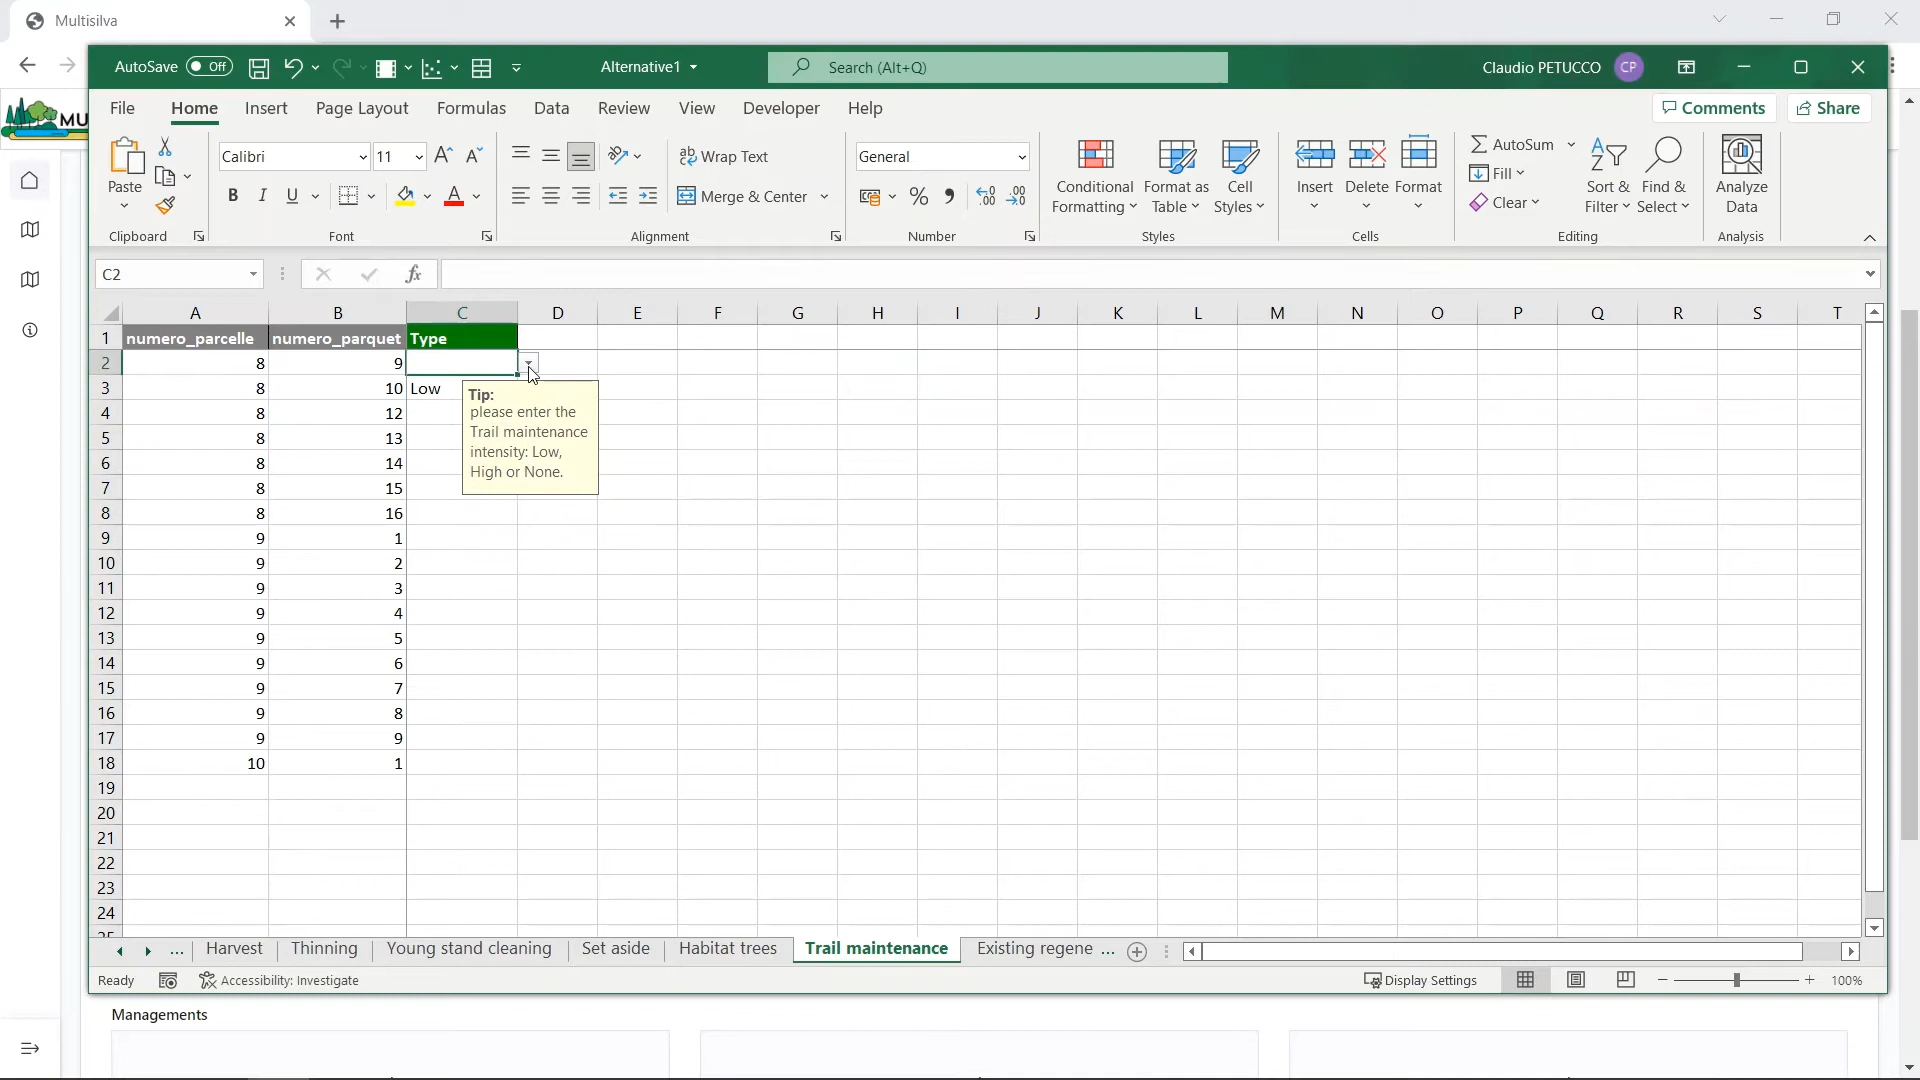 Multisilva
AutoSave Off
Alternative1
Search (Alt+Q)
Claudio PETUCCO CP
MU
File Home Insert Page Layout Formulas Data Review View Developer Help
Comments Share
Paste
Calibri 11
B I U A
Wrap Text
Merge & Center
General
Conditional Formatting
Format as Table
Cell Styles
Insert Delete Format
AutoSum
Fill
Clear
Sort & Filter
Find & Select
Analyze Data
Clipboard Font Alignment Number Styles Cells Editing Analysis
C2 fx
A B C D E F G H I J K L M N O P Q R S T
1 numero_parcelle numero_parquet Type
2 8 9
3 8 10 Low
4 8 12
5 8 13
6 8 14
7 8 15
8 8 16
9 9 1
10 9 2
11 9 3
12 9 4
13 9 5
14 9 6
15 9 7
16 9 8
17 9 9
18 10 1
19
20
21
22
23
24
25
Tip:
please enter the
Trail maintenance
intensity: Low,
High or None.
... Harvest Thinning Young stand cleaning Set aside Habitat trees Trail maintenance Existing regene ...
Ready Accessibility: Investigate Display Settings 100%
Managements